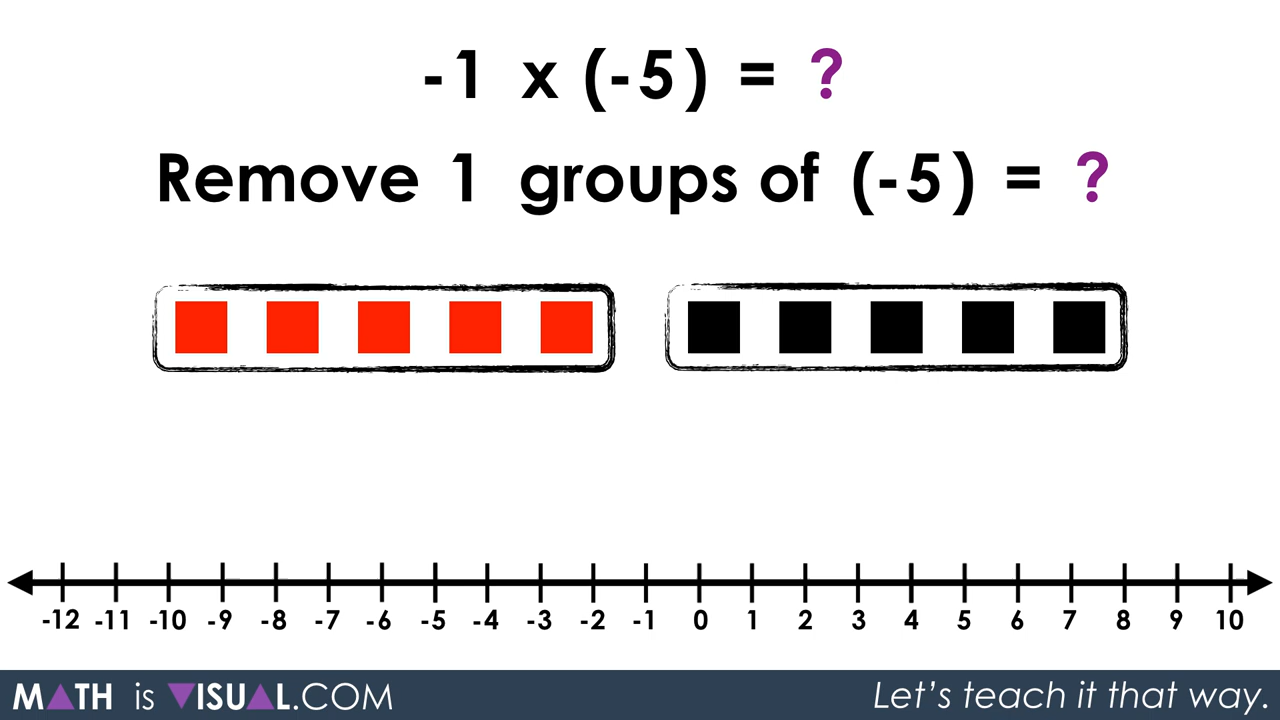 -1 x (-5) = ?
Remove 1 groups of (-5) = ?
-12 -11 -10 -9 -8 -7 -6 -5 -4 -3 -2 -1 0 1 2 3 4 5 6 7 8 9 10
MATH is VISUAL.COM
Let's teach it that way.